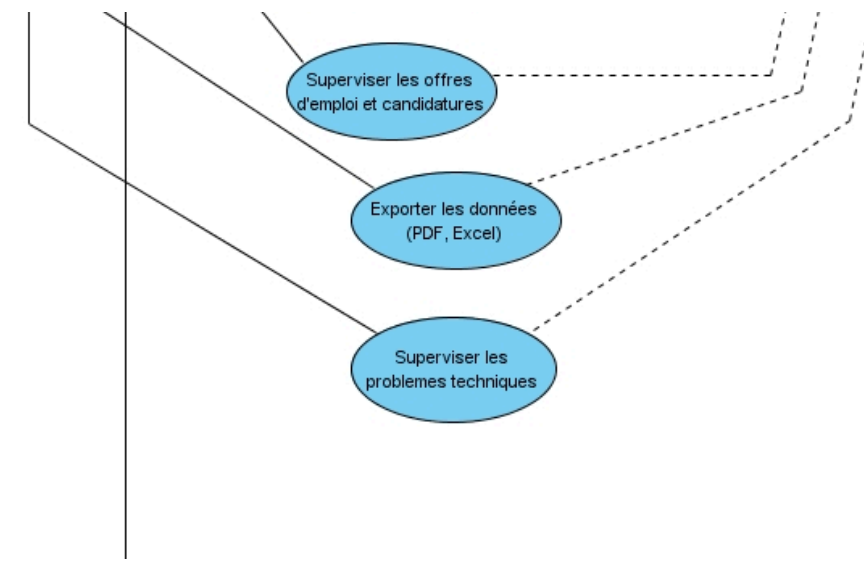 Superviser les offres
d'emploi et candidatures
Exporter les données
(PDF, Excel)
Superviser les
problemes techniques